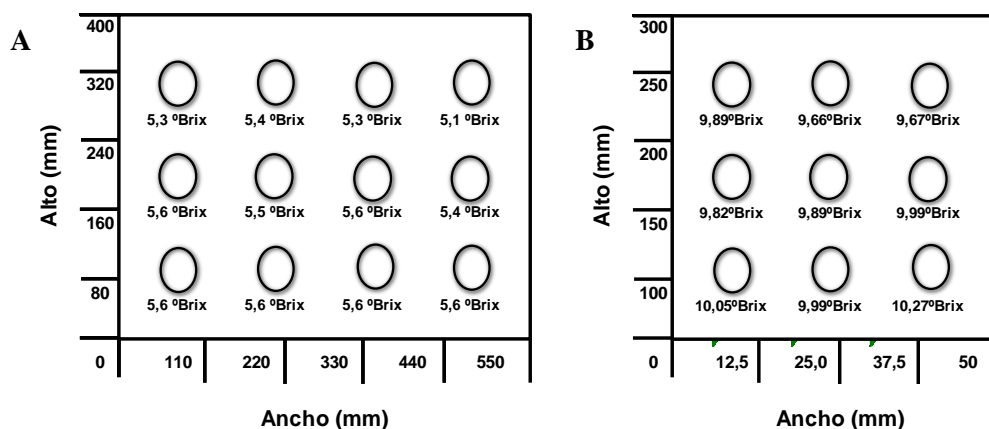 A
400
320
240
160
80
0
Alto (mm)
5,3 ºBrix 5,4 ºBrix 5,3 ºBrix 5,1 ºBrix
5,6 ºBrix 5,5 ºBrix 5,6 ºBrix 5,4 ºBrix
5,6 ºBrix 5,6 ºBrix 5,6 ºBrix 5,6 ºBrix
110 220 330 440 550
Ancho (mm)
B
300
250
200
150
100
0
Alto (mm)
9,89ºBrix 9,66ºBrix 9,67ºBrix
9,82ºBrix 9,89ºBrix 9,99ºBrix
10,05ºBrix 9,99ºBrix 10,27ºBrix
12,5 25,0 37,5 50
Ancho (mm)